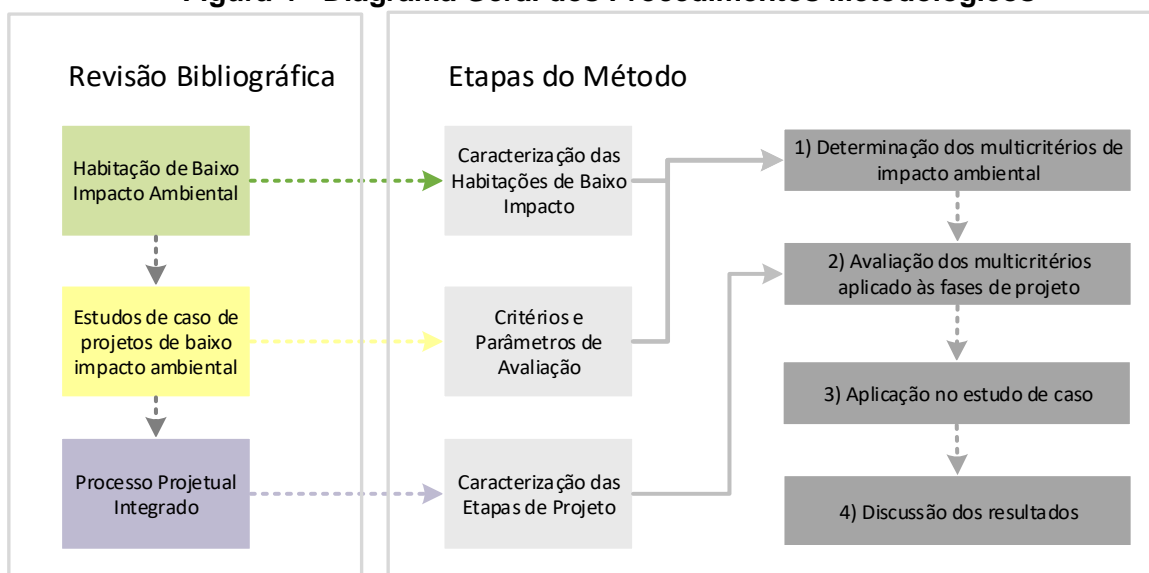 Revisão Bibliográfica
Etapas do Método
Habitação de Baixo
Impacto Ambiental
Estudos de caso de
projetos de baixo
impacto ambiental
Processo Projetual
Integrado
Caracterização das
Habitações de Baixo
Impacto
Critérios e
Parâmetros de
Avaliação
Caracterização das
Etapas de Projeto
1) Determinação dos multicritérios de
impacto ambiental
2) Avaliação dos multicritérios
aplicado às fases de projeto
3) Aplicação no estudo de caso
4) Discussão dos resultados